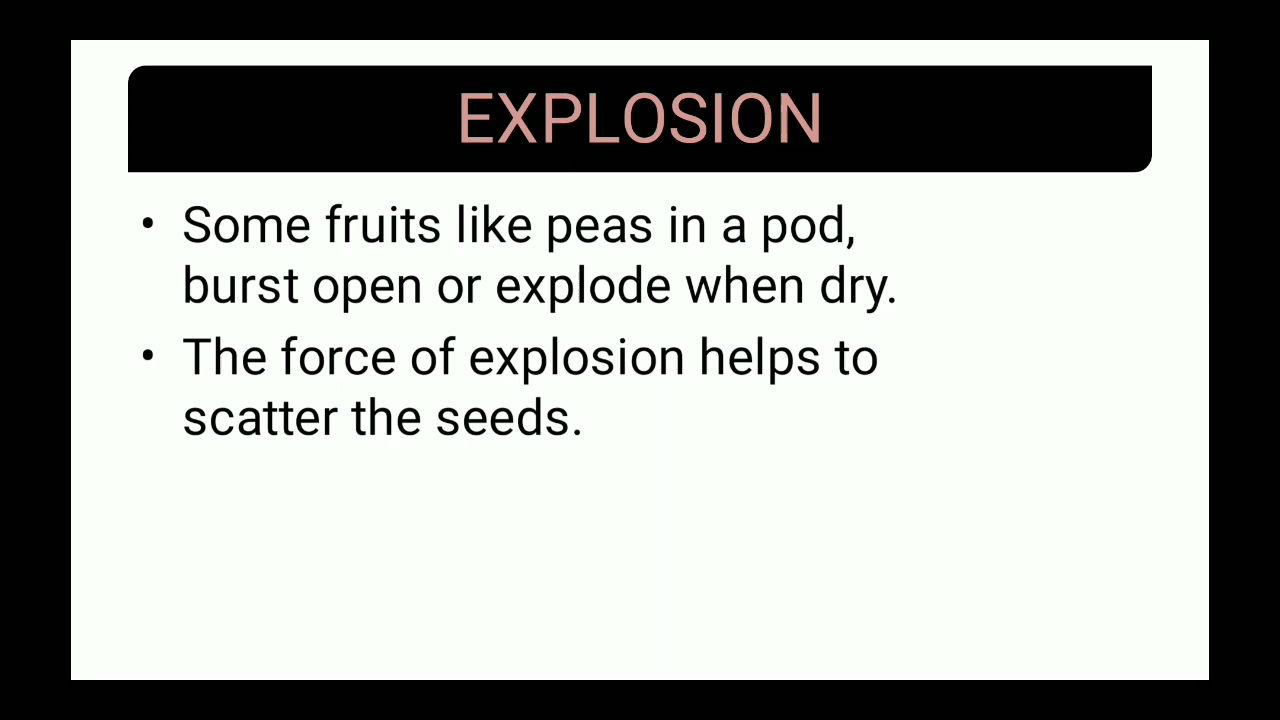 EXPLOSION
• Some fruits like peas in a pod,
burst open or explode when dry.
• The force of explosion helps to
scatter the seeds.